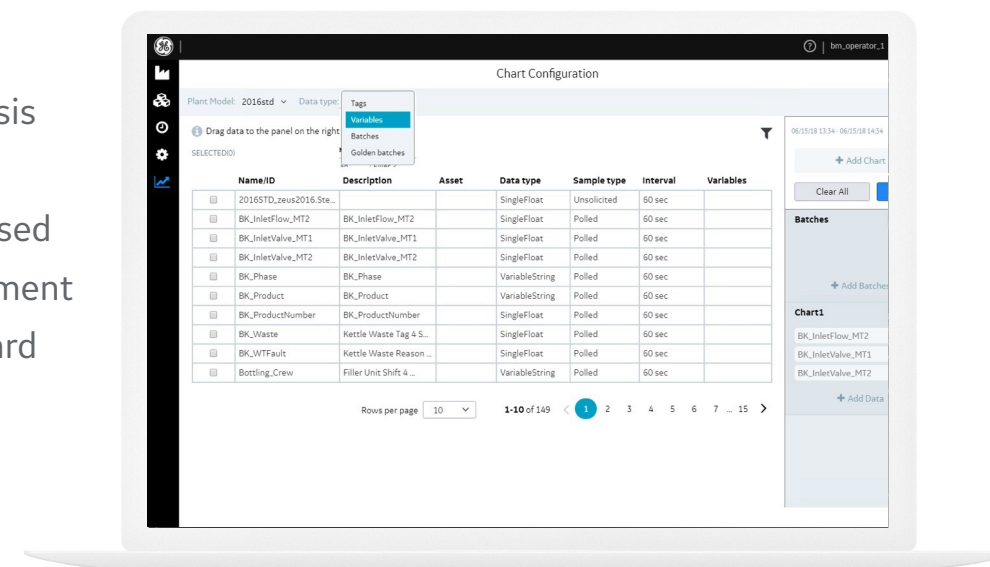 sis
sed
ment
ard
bm_operator_1
Chart Configuration
Plant Model: 2016std Data type:
Tags
Variables
Batches
Golden batches
Drag data to the panel on the right
SELECTED(0)
06/15/18 13:34 - 06/15/18 14:34
+ Add Chart
Clear All
Name/ID Description Asset Data type Sample type Interval Variables
2016STD_zeus2016.Ste... SingleFloat Unsolicited 60 sec
BK_InletFlow_MT2 BK_InletFlow_MT2 SingleFloat Polled 60 sec
BK_InletValve_MT1 BK_InletValve_MT1 SingleFloat Polled 60 sec
BK_InletValve_MT2 BK_InletValve_MT2 SingleFloat Polled 60 sec
BK_Phase BK_Phase VariableString Polled 60 sec
BK_Product BK_Product VariableString Polled 60 sec
BK_ProductNumber BK_ProductNumber SingleFloat Polled 60 sec
BK_Waste Kettle Waste Tag 4 S... SingleFloat Polled 60 sec
BK_WTFault Kettle Waste Reason ... SingleFloat Polled 60 sec
Bottling_Crew Filler Unit Shift 4 ... VariableString Polled 60 sec
Rows per page 10 1-10 of 149 < 1 2 3 4 5 6 7 ... 15 >
Batches
+ Add Batches
Chart1
BK_InletFlow_MT2
BK_InletValve_MT1
BK_InletValve_MT2
+ Add Data